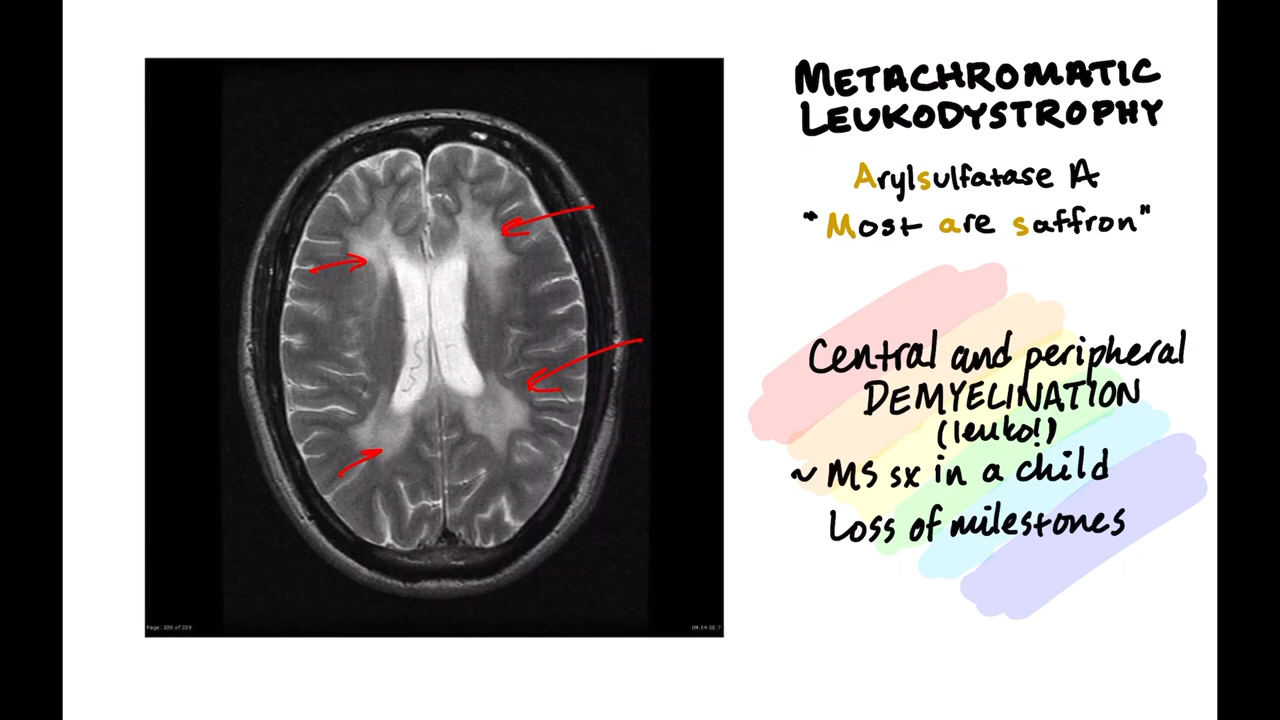 METACHROMATIC
LEUKODYSTROPHY
Arylsulfatase A
"Most are saffron"
Central and peripheral
DEMYELINATION
(leuko!)
~ MS sx in a child
Loss of milestones